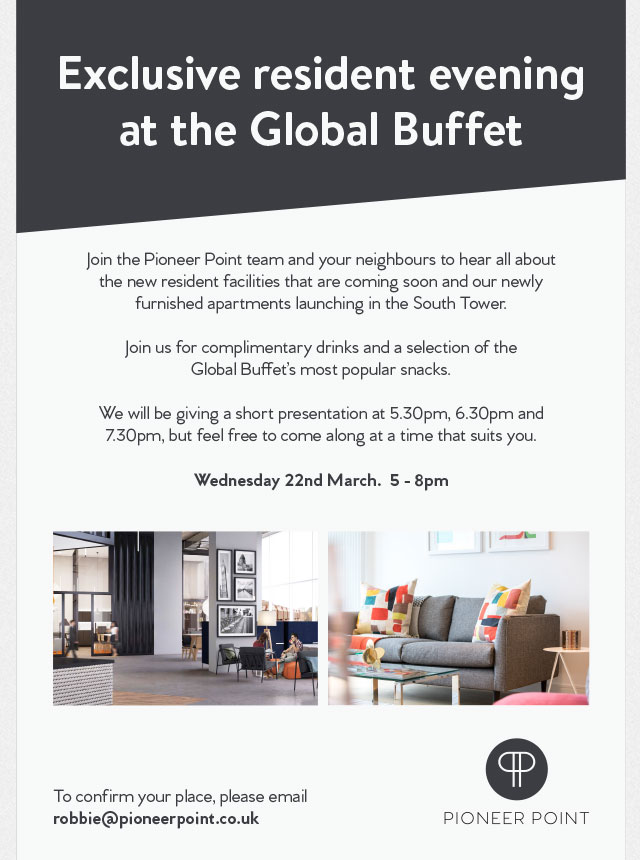 Exclusive resident evening
at the Global Buffet
Join the Pioneer Point team and your neighbours to hear all about
the new resident facilities that are coming soon and our newly
furnished apartments launching in the South Tower.
Join us for complimentary drinks and a selection of the
Global Buffet's most popular snacks.
We will be giving a short presentation at 5.30pm, 6.30pm and
7.30pm, but feel free to come along at a time that suits you.
Wednesday 22nd March.  5 - 8pm
To confirm your place, please email
robbie@pioneerpoint.co.uk
PIONEER POINT